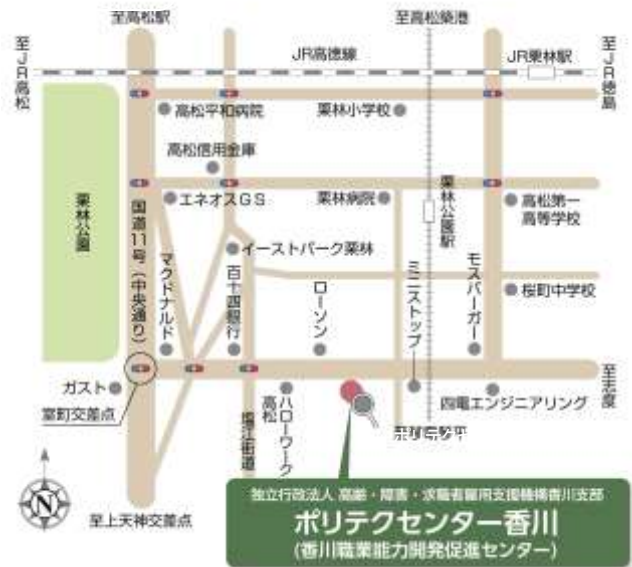 至高松駅
至高松築港
至JR高松
JR高徳線
JR栗林駅
至JR徳島
高松平和病院
栗林小学校
高松信用金庫
栗林公園
国道11号(中央通り)
エネオスGS
栗林病院
栗林公園駅
高松第一
高等学校
マクドナルド
イーストパーク栗林
百十四銀行
ローソン
ミニストップ
モスバーガー
桜町中学校
至志度
ガスト
室町交差点
ハローワーク
高松
四電エンジニアリング
N
至上天神交差点
独立行政法人 高齢・障害・求職者雇用支援機構香川支部
ポリテクセンター香川
(香川職業能力開発促進センター)